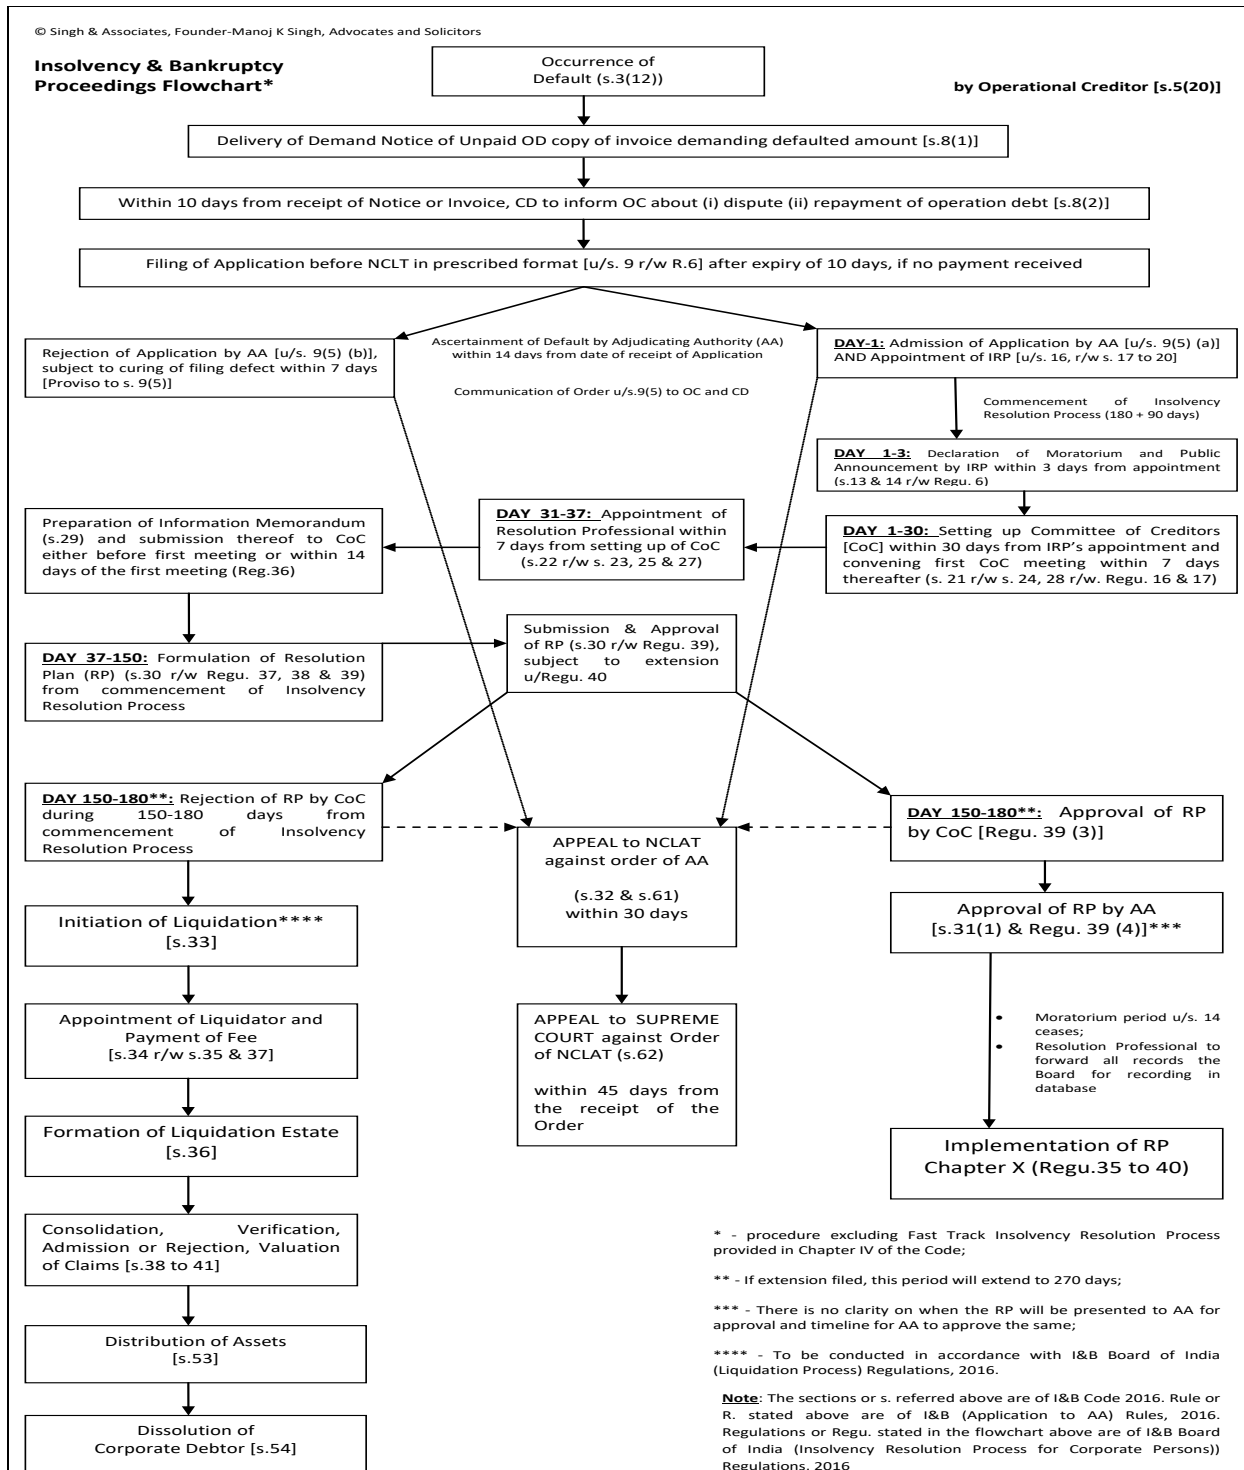 © Singh & Associates, Founder-Manoj K Singh, Advocates and Solicitors
Insolvency & Bankruptcy
Proceedings Flowchart*
Occurrence of
Default (s.3(12))
by Operational Creditor [s.5(20)]
Delivery of Demand Notice of Unpaid OD copy of invoice demanding defaulted amount [s.8(1)]
Within 10 days from receipt of Notice or Invoice, CD to inform OC about (i) dispute (ii) repayment of operation debt [s.8(2)]
Filing of Application before NCLT in prescribed format [u/s. 9 r/w R.6] after expiry of 10 days, if no payment received
Rejection of Application by AA [u/s. 9(5) (b)],
subject to curing of filing defect within 7 days
[Proviso to s. 9(5)]
Ascertainment of Default by Adjudicating Authority (AA)
within 14 days from date of receipt of Application
Communication of Order u/s.9(5) to OC and CD
DAY-1: Admission of Application by AA [u/s. 9(5) (a)]
AND Appointment of IRP [u/s. 16, r/w s. 17 to 20]
Commencement of Insolvency
Resolution Process (180 + 90 days)
DAY 1-3: Declaration of Moratorium and Public
Announcement by IRP within 3 days from appointment
(s.13 & 14 r/w Regu. 6)
Preparation of Information Memorandum
(s.29) and submission thereof to CoC
either before first meeting or within 14
days of the first meeting (Reg.36)
DAY 31-37: Appointment of
Resolution Professional within
7 days from setting up of CoC
(s.22 r/w s. 23, 25 & 27)
DAY 1-30: Setting up Committee of Creditors
[CoC] within 30 days from IRP's appointment and
convening first CoC meeting within 7 days
thereafter (s. 21 r/w s. 24, 28 r/w. Regu. 16 & 17)
DAY 37-150: Formulation of Resolution
Plan (RP) (s.30 r/w Regu. 37, 38 & 39)
from commencement of Insolvency
Resolution Process
Submission & Approval
of RP (s.30 r/w Regu. 39),
subject to extension
u/Regu. 40
DAY 150-180**: Rejection of RP by CoC
during 150-180 days from
commencement of Insolvency
Resolution Process
APPEAL to NCLAT
against order of AA
(s.32 & s.61)
within 30 days
DAY 150-180**: Approval of RP
by CoC [Regu. 39 (3)]
Initiation of Liquidation****
[s.33]
Approval of RP by AA
[s.31(1) & Regu. 39 (4)]***
Appointment of Liquidator and
Payment of Fee
[s.34 r/w s.35 & 37]
APPEAL to SUPREME
COURT against Order
of NCLAT (s.62)
within 45 days from
the receipt of the
Order
• Moratorium period u/s. 14
ceases;
• Resolution Professional to
forward all records the
Board for recording in
database
Formation of Liquidation Estate
[s.36]
Implementation of RP
Chapter X (Regu.35 to 40)
Consolidation, Verification,
Admission or Rejection, Valuation
of Claims [s.38 to 41]
Distribution of Assets
[s.53]
Dissolution of
Corporate Debtor [s.54]
* - procedure excluding Fast Track Insolvency Resolution Process
provided in Chapter IV of the Code;
** - If extension filed, this period will extend to 270 days;
*** - There is no clarity on when the RP will be presented to AA for
approval and timeline for AA to approve the same;
**** - To be conducted in accordance with I&B Board of India
(Liquidation Process) Regulations, 2016.
Note: The sections or s. referred above are of I&B Code 2016. Rule or
R. stated above are of I&B (Application to AA) Rules, 2016.
Regulations or Regu. stated in the flowchart above are of I&B Board
of India (Insolvency Resolution Process for Corporate Persons))
Regulations, 2016